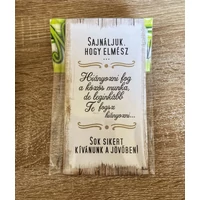 Sajnáljuk,
hogy elmész
...
Hiányozni fog
a közös munka,
de leginkább
Te fogsz
hiányozni...
Sok sikert
kívánunk a jövőben!